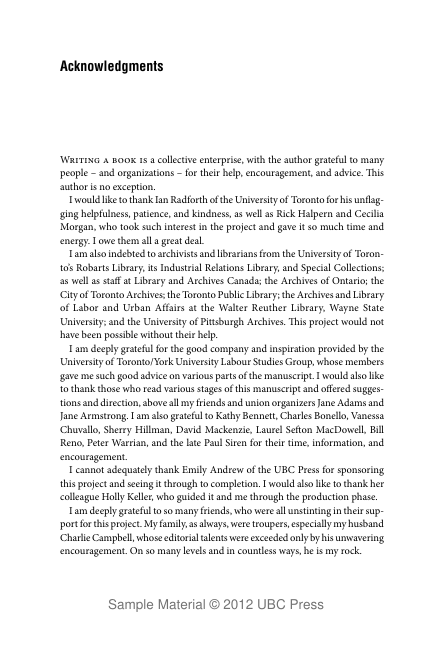 Acknowledgments
Writing a book is a collective enterprise, with the author grateful to many
people – and organizations – for their help, encouragement, and advice. This
author is no exception.
I would like to thank Ian Radforth of the University of Toronto for his unflag-
ging helpfulness, patience, and kindness, as well as Rick Halpern and Cecilia
Morgan, who took such interest in the project and gave it so much time and
energy. I owe them all a great deal.
I am also indebted to archivists and librarians from the University of Toron-
to's Robarts Library, its Industrial Relations Library, and Special Collections;
as well as staff at Library and Archives Canada; the Archives of Ontario; the
City of Toronto Archives; the Toronto Public Library; the Archives and Library
of Labor and Urban Affairs at the Walter Reuther Library, Wayne State
University; and the University of Pittsburgh Archives. This project would not
have been possible without their help.
I am deeply grateful for the good company and inspiration provided by the
University of Toronto/York University Labour Studies Group, whose members
gave me such good advice on various parts of the manuscript. I would also like
to thank those who read various stages of this manuscript and offered sugges-
tions and direction, above all my friends and union organizers Jane Adams and
Jane Armstrong. I am also grateful to Kathy Bennett, Charles Bonello, Vanessa
Chuvallo, Sherry Hillman, David Mackenzie, Laurel Sefton MacDowell, Bill
Reno, Peter Warrian, and the late Paul Siren for their time, information, and
encouragement.
I cannot adequately thank Emily Andrew of the UBC Press for sponsoring
this project and seeing it through to completion. I would also like to thank her
colleague Holly Keller, who guided it and me through the production phase.
I am deeply grateful to so many friends, who were all unstinting in their sup-
port for this project. My family, as always, were troupers, especially my husband
Charlie Campbell, whose editorial talents were exceeded only by his unwavering
encouragement. On so many levels and in countless ways, he is my rock.
Sample Material © 2012 UBC Press